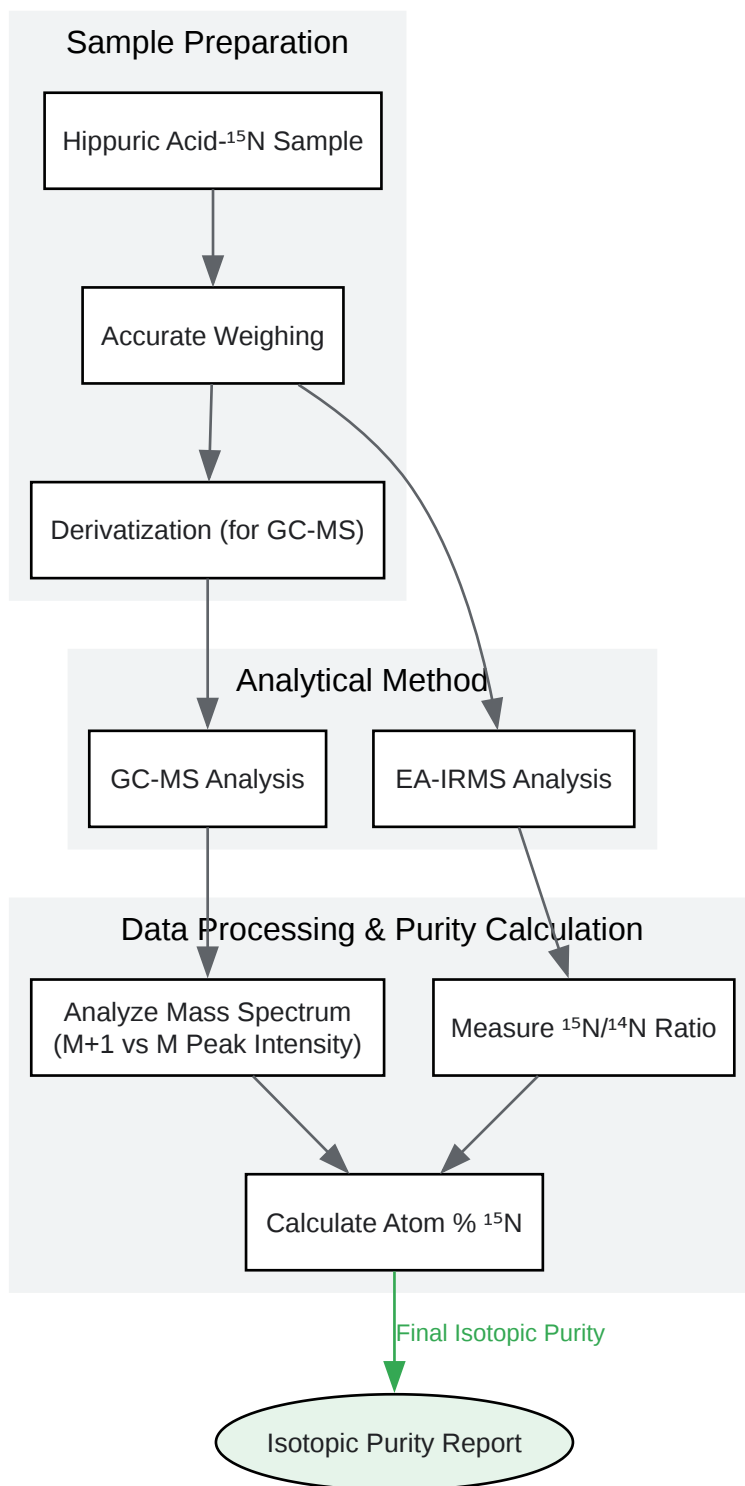 Sample Preparation
Hippuric Acid-¹⁵N Sample
Accurate Weighing
Derivatization (for GC-MS)
Analytical Method
GC-MS Analysis
EA-IRMS Analysis
Data Processing & Purity Calculation
Analyze Mass Spectrum
(M+1 vs M Peak Intensity)
Measure ¹⁵N/¹⁴N Ratio
Calculate Atom % ¹⁵N
Final Isotopic Purity
Isotopic Purity Report